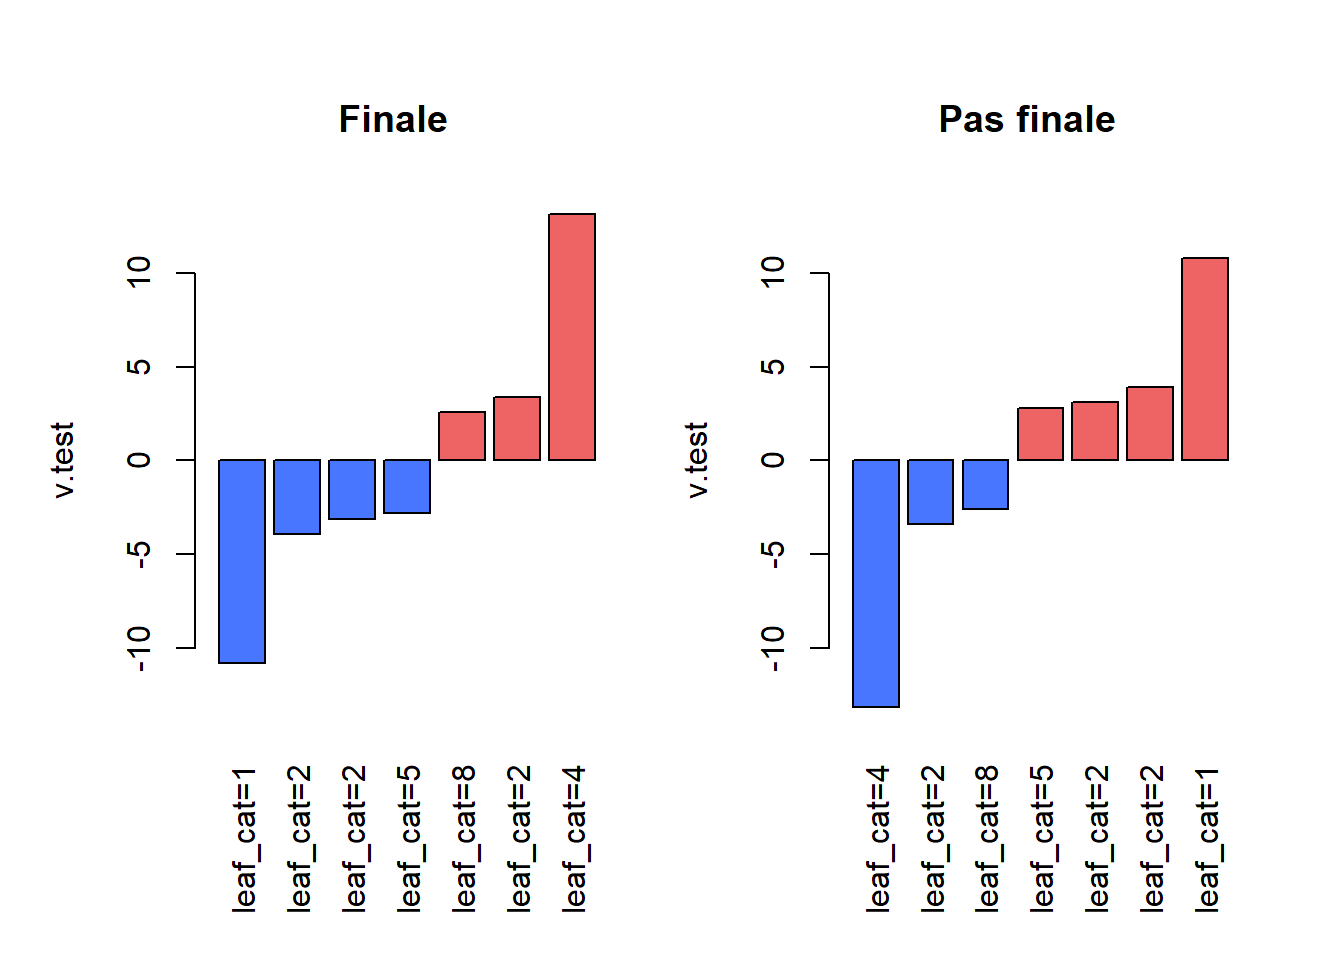 Finale
v.test
10
5
0
-5
-10
leaf_cat=1
leaf_cat=2
leaf_cat=2
leaf_cat=5
leaf_cat=8
leaf_cat=2
leaf_cat=4
Pas finale
v.test
10
5
0
-5
-10
leaf_cat=4
leaf_cat=2
leaf_cat=8
leaf_cat=5
leaf_cat=2
leaf_cat=2
leaf_cat=1